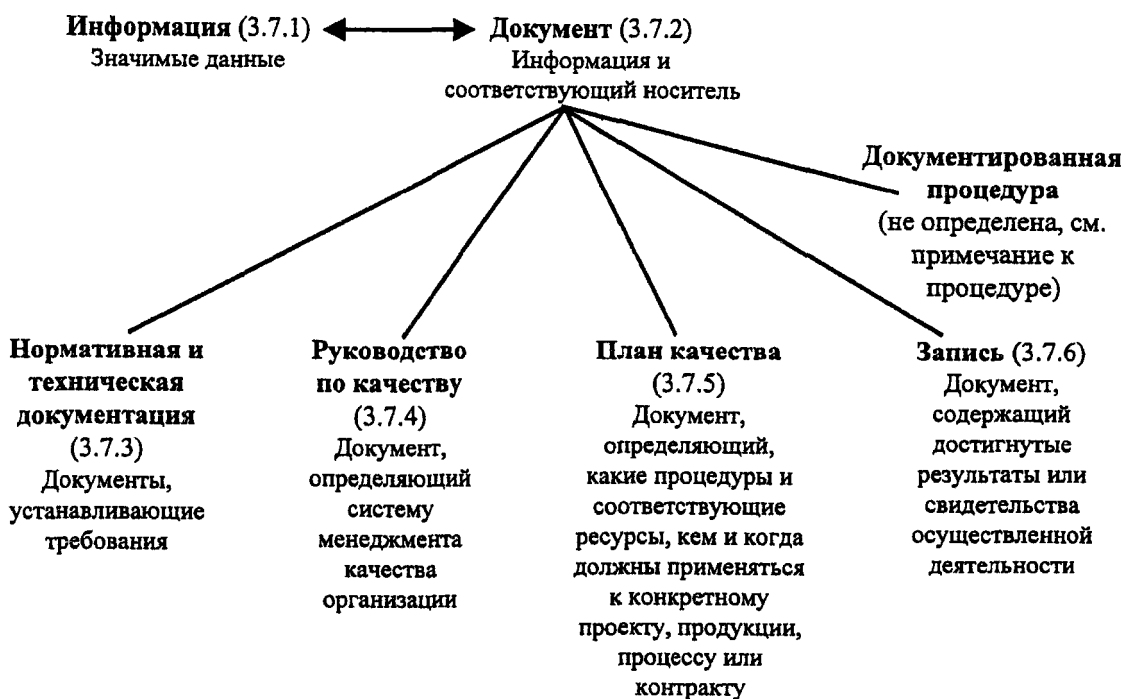 Информация (3.7.1)
Значимые данные
Документ (3.7.2)
Информация и
соответствующий носитель
Документированная
процедура
(не определена, см.
примечание к
процедуре)
Нормативная и
техническая
документация
(3.7.3)
Документы,
устанавливающие
требования
Руководство
по качеству
(3.7.4)
Документ,
определяющий
систему
менеджмента
качества
организации
План качества
(3.7.5)
Документ,
определяющий,
какие процедуры и
соответствующие
ресурсы, кем и когда
должны применяться
к конкретному
проекту, продукции,
процессу или
контракту
Запись (3.7.6)
Документ,
содержащий
достигнутые
результаты или
свидетельства
осуществленной
деятельности